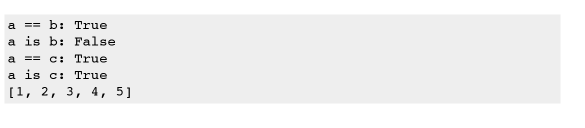 a == b: True
a is b: False
a == c: True
a is c: True
[1, 2, 3, 4, 5]